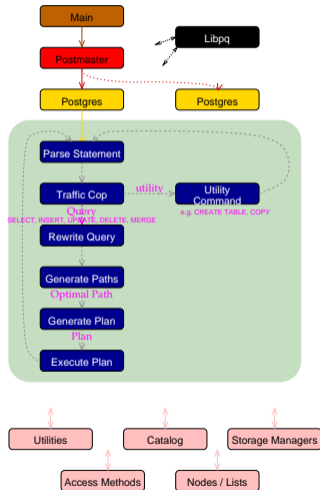 Main
Libpq
Postmaster
Postgres
Postgres
Parse Statement
utility
Traffic Cop
Utility
Command
Query
SELECT, INSERT, UPDATE, DELETE, MERGE
e.g. CREATE TABLE, COPY
Rewrite Query
Generate Paths
Optimal Path
Generate Plan
Plan
Execute Plan
Utilities
Catalog
Storage Managers
Access Methods
Nodes / Lists